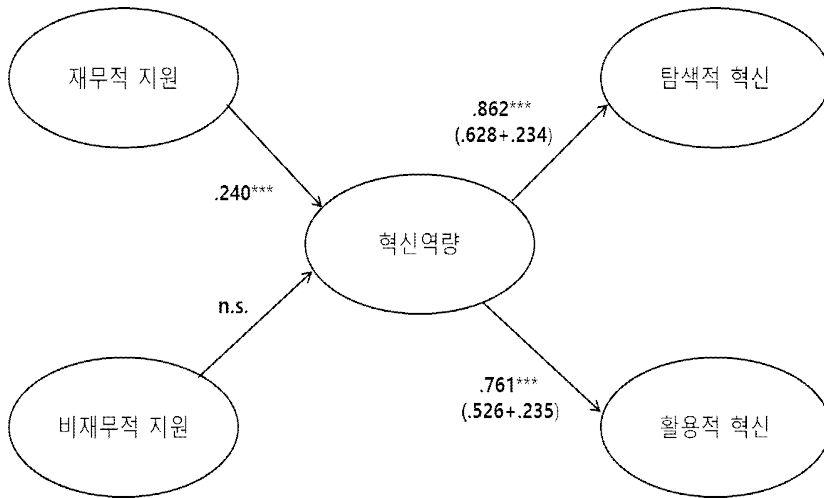 재무적 지원
탐색적 혁신
.862***
(.628+.234)
.240***
혁신역량
n.s.
.761***
(.526+.235)
비재무적 지원
활용적 혁신